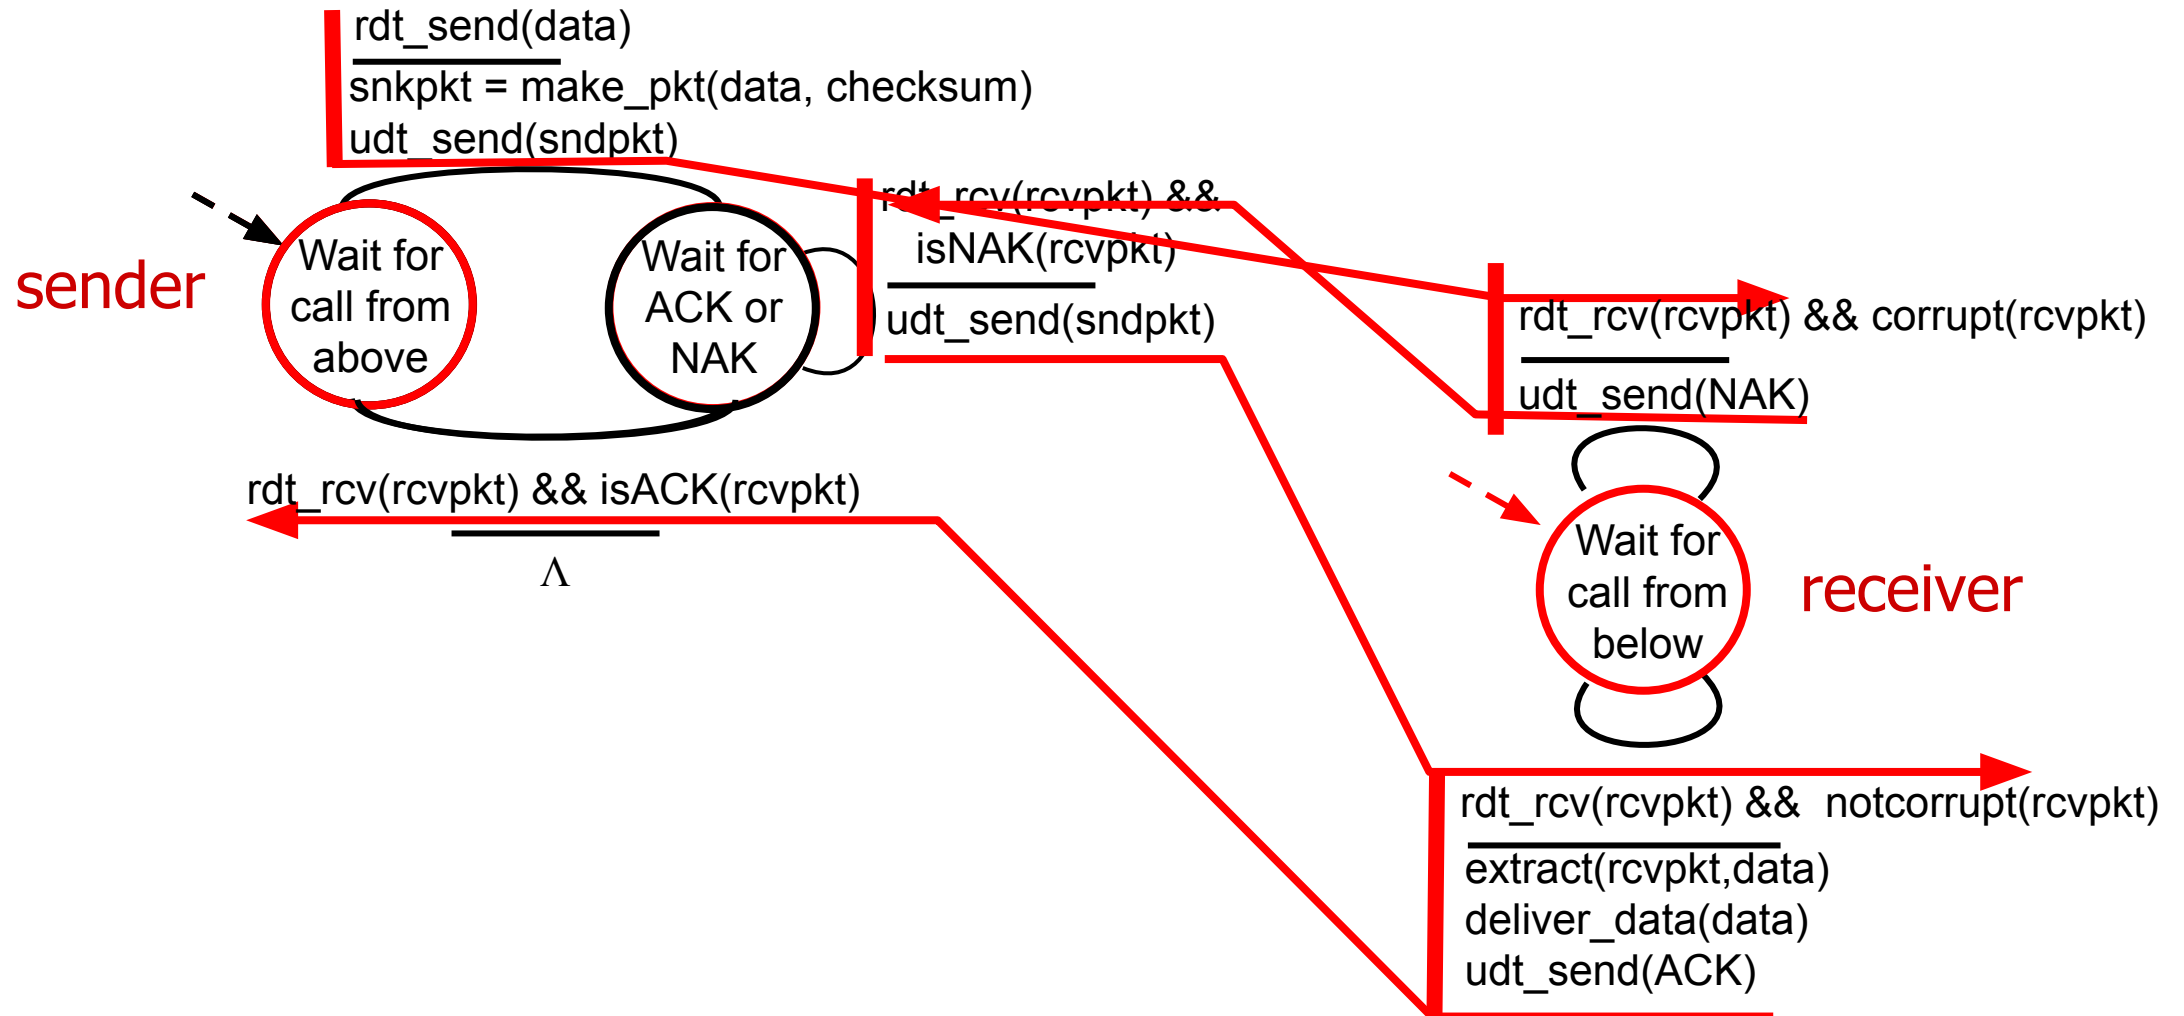 rdt_send(data)
snkpkt = make_pkt(data, checksum)
udt_send(sndpkt)
sender
Wait for
call from
above
Wait for
ACK or
NAK
rdt_rcv(rcvpkt) &&
isNAK(rcvpkt)
udt_send(sndpkt)
rdt_rcv(rcvpkt) && isACK(rcvpkt)
Λ
rdt_rcv(rcvpkt) && corrupt(rcvpkt)
udt_send(NAK)
Wait for
call from
below
receiver
rdt_rcv(rcvpkt) && notcorrupt(rcvpkt)
extract(rcvpkt,data)
deliver_data(data)
udt_send(ACK)